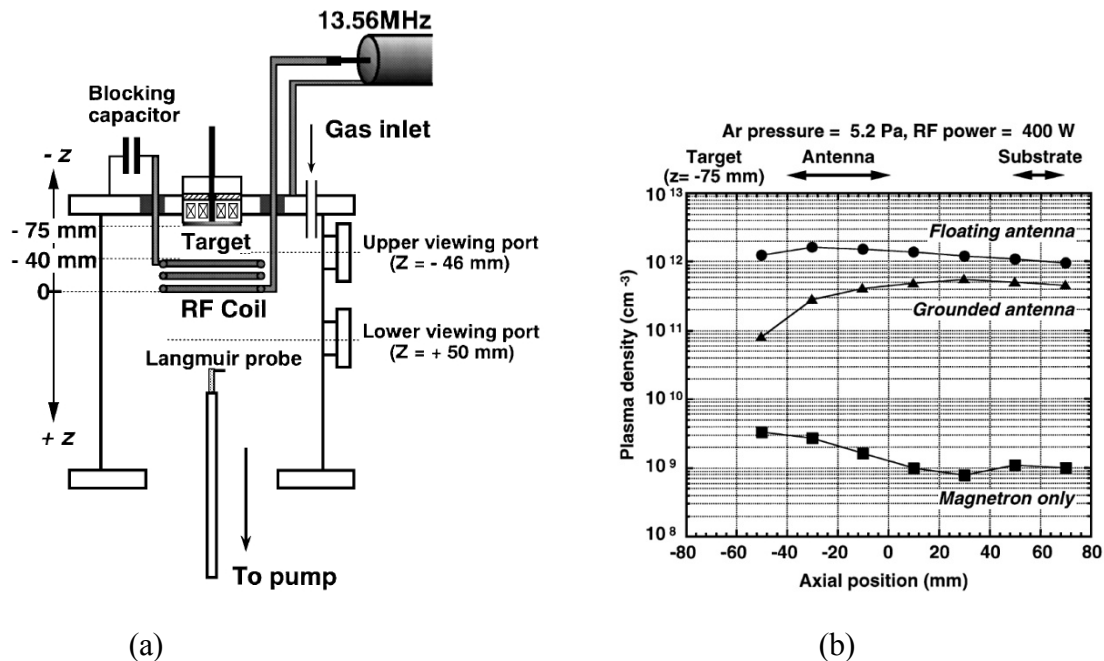 13.56MHz
Blocking
capacitor
Gas inlet
- z
- 75 mm
Target
- 40 mm
0
RF Coil
Upper viewing port
(Z = - 46 mm)
Lower viewing port
(Z = + 50 mm)
Langmuir probe
+ z
To pump
(a)
Ar pressure = 5.2 Pa, RF power = 400 W
Target
(z= -75 mm)
Antenna
Substrate
10 13
10 12
10 11
10 10
10 9
10 8
Plasma density (cm -3)
Floating antenna
Grounded antenna
Magnetron only
-80 -60 -40 -20 0 20 40 60 80
Axial position (mm)
(b)